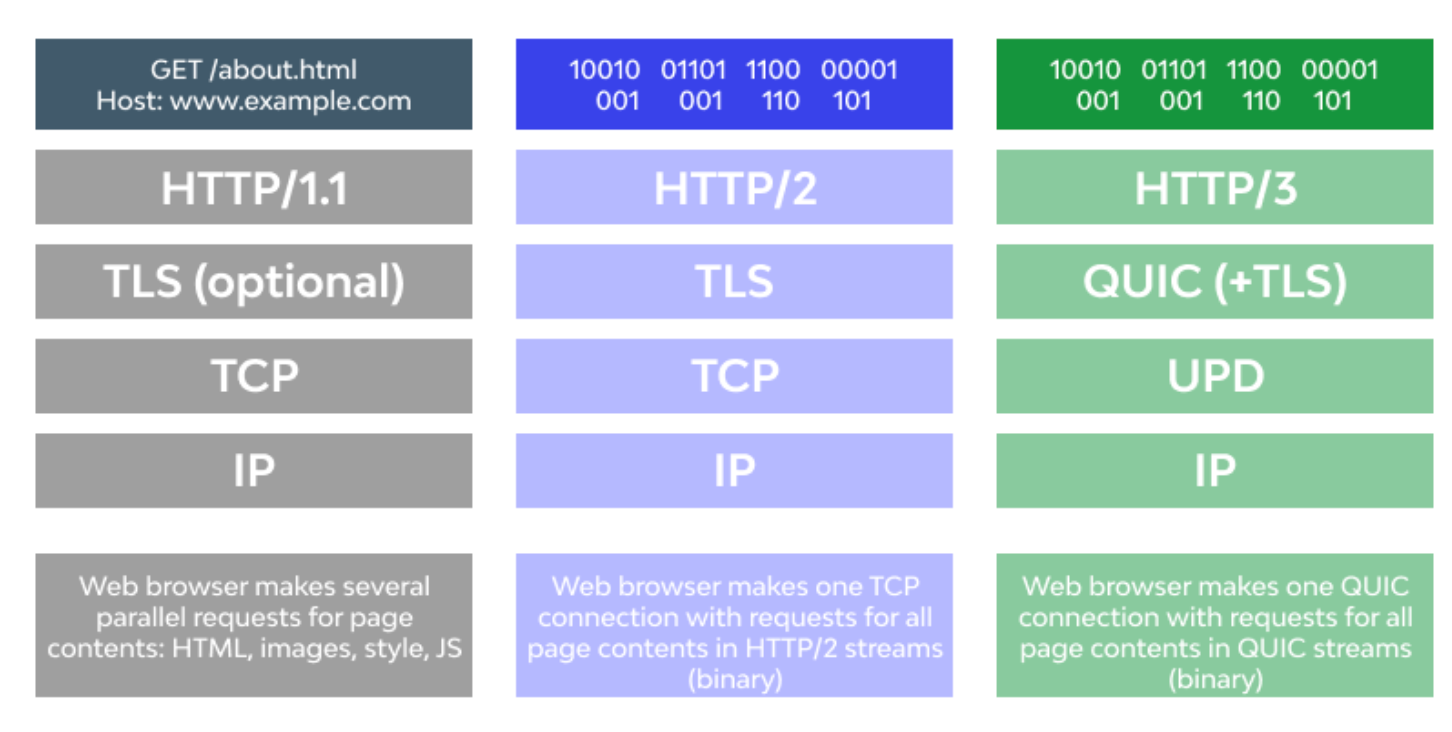 GET /about.html
Host: www.example.com
HTTP/1.1
TLS (optional)
TCP
IP
Web browser makes several
parallel requests for page
contents: HTML, images, style, JS
10010 01101 1100 00001
001 001 110 101
HTTP/2
TLS
TCP
IP
Web browser makes one TCP
connection with requests for all
page contents in HTTP/2 streams
(binary)
10010 01101 1100 00001
001 001 110 101
HTTP/3
QUIC (+TLS)
UPD
IP
Web browser makes one QUIC
connection with requests for all
page contents in QUIC streams
(binary)